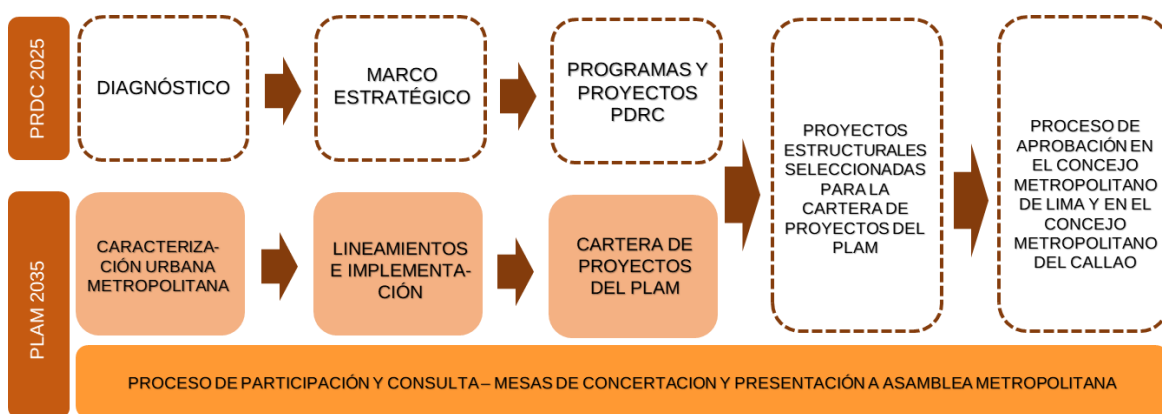 PRDC 2025
DIAGNÓSTICO
MARCO
ESTRATÉGICO
PROGRAMAS Y
PROYECTOS
PDRC
PROYECTOS
ESTRUCTURALES
SELECCIONADAS
PARA LA
CARTERA DE
PROYECTOS DEL
PLAM
PROCESO DE
APROBACIÓN EN
EL CONCEJO
METROPOLITANO
DE LIMA Y EN EL
CONCEJO
METROPOLITANO
DEL CALLAO
PLAM 2035
CARACTERIZA-
CIÓN URBANA
METROPOLITANA
LINEAMIENTOS
E IMPLEMENTA-
CIÓN
CARTERA DE
PROYECTOS
DEL PLAM
PROCESO DE PARTICIPACIÓN Y CONSULTA – MESAS DE CONCERTACION Y PRESENTACIÓN A ASAMBLEA METROPOLITANA